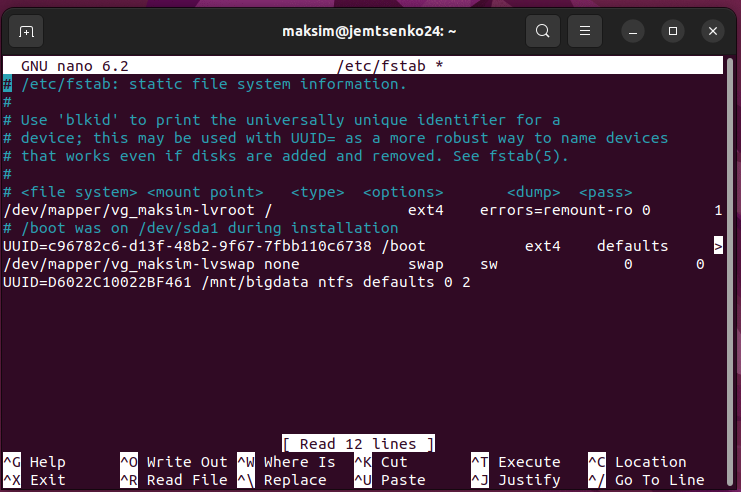 maksim@jemtsenko24: ~
GNU nano 6.2 /etc/fstab *
# /etc/fstab: static file system information.
#
# Use 'blkid' to print the universally unique identifier for a
# device; this may be used with UUID= as a more robust way to name devices
# that works even if disks are added and removed. See fstab(5).
#
# <file system> <mount point>   <type>  <options>       <dump>  <pass>
/dev/mapper/vg_maksim-lvroot /               ext4    errors=remount-ro 0       1
# /boot was on /dev/sda1 during installation
UUID=c96782c6-d13f-48b2-9f67-7fbb110c6738 /boot           ext4    defaults     >
/dev/mapper/vg_maksim-lvswap none            swap    sw              0       0
UUID=D6022C10022BF461 /mnt/bigdata ntfs defaults 0 2
[ Read 12 lines ]
^G Help ^O Write Out ^W Where Is ^K Cut ^T Execute ^C Location
^X Exit ^R Read File ^\ Replace ^U Paste ^J Justify ^/ Go To Line